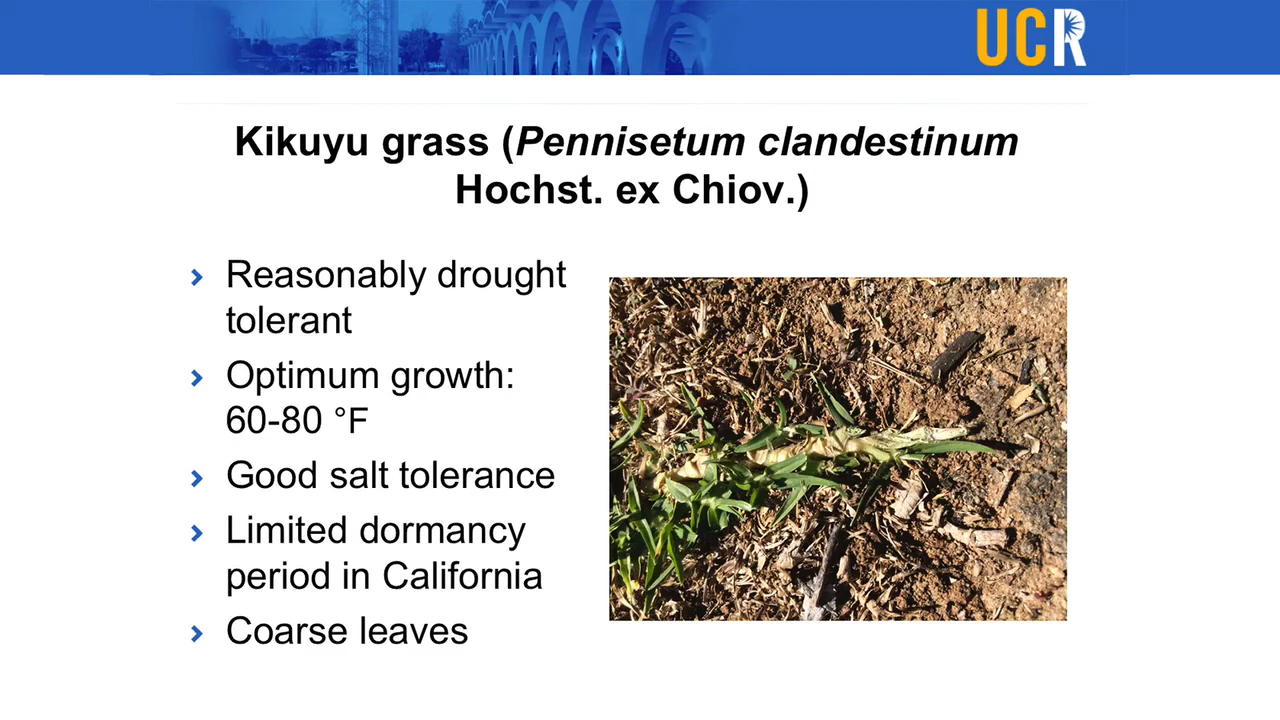 UCR
Kikuyu grass (Pennisetum clandestinum
Hochst. ex Chiov.)
Reasonably drought
tolerant
Optimum growth:
60-80 °F
Good salt tolerance
Limited dormancy
period in California
Coarse leaves